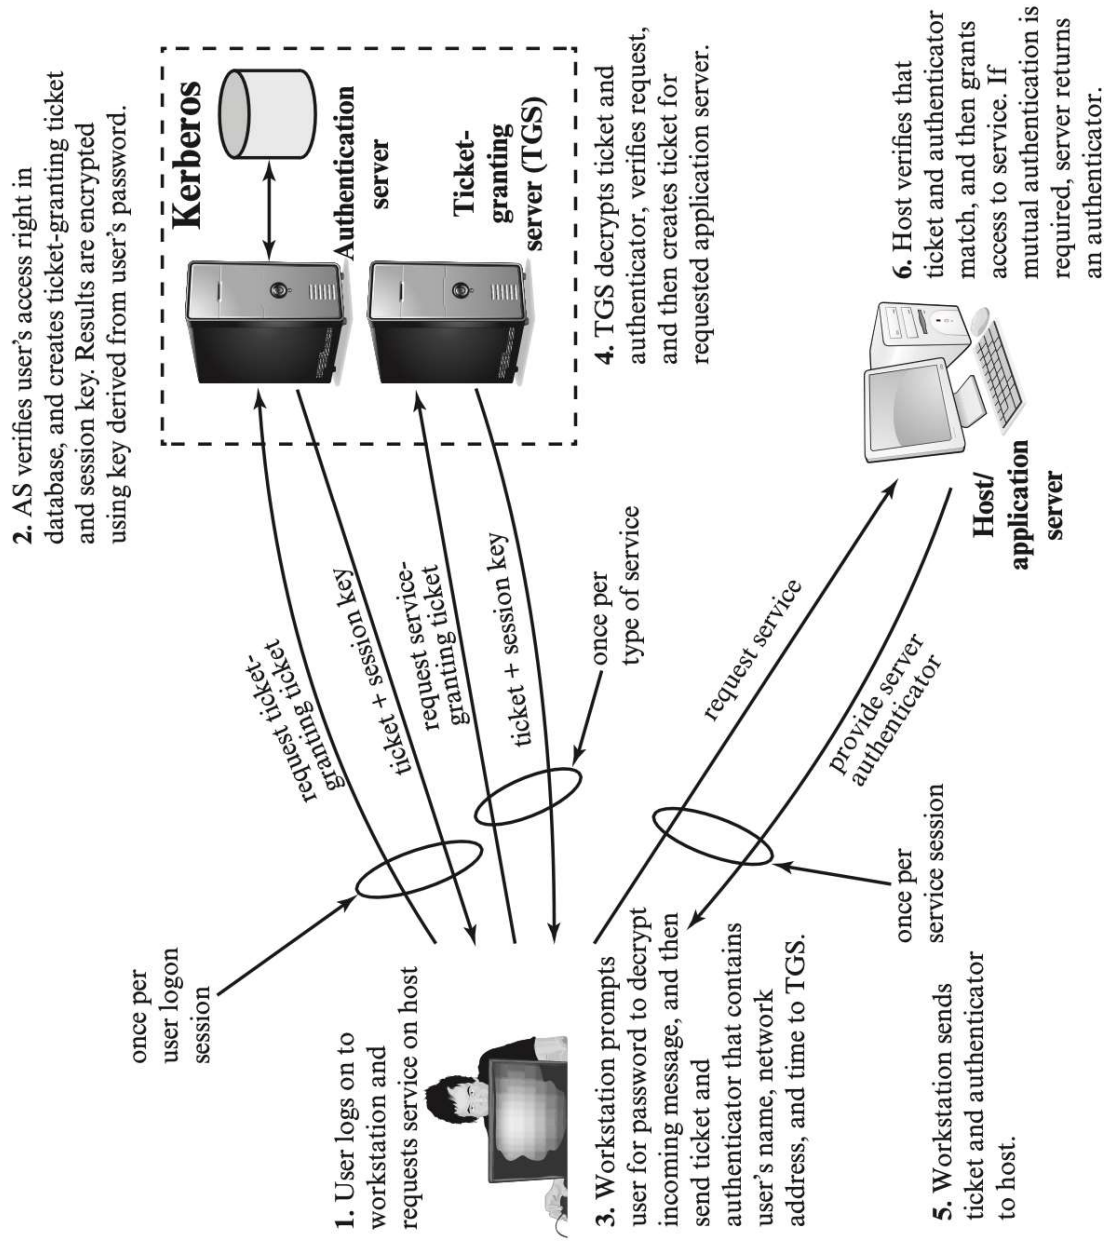 2. AS verifies user's access right in
database, and creates ticket-granting ticket
and session key. Results are encrypted
using key derived from user's password.
Kerberos
Authentication
server
Ticket-
granting
server (TGS)
once per
user logon
session
request ticket-
granting ticket
ticket + session key
request service-
granting ticket
ticket + session key
1. User logs on to
workstation and
requests service on host
4. TGS decrypts ticket and
authenticator, verifies request,
and then creates ticket for
requested application server.
once per
type of service
3. Workstation prompts
user for password to decrypt
incoming message, and then
send ticket and
authenticator that contains
user's name, network
address, and time to TGS.
request service
provide server
authenticator
Host/
application
server
6. Host verifies that
ticket and authenticator
match, and then grants
access to service. If
mutual authentication is
required, server returns
an authenticator.
once per
service session
5. Workstation sends
ticket and authenticator
to host.